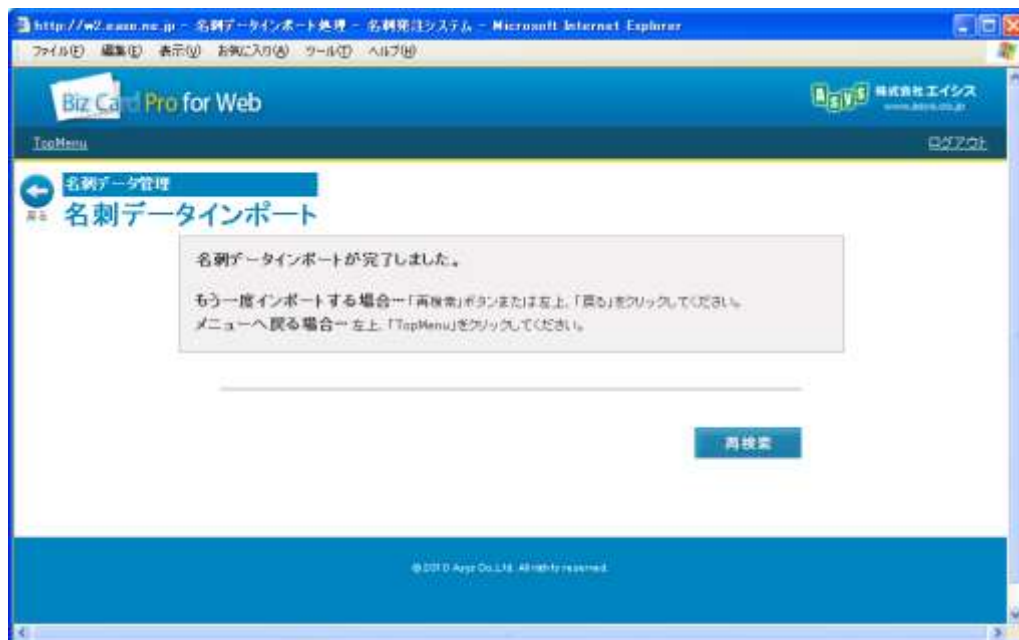 名刺データインポート処理 - 名刺発注システム - Microsoft Internet Explorer
ファイル(F) 編集(E) 表示(V) お気に入り(A) ツール(T) ヘルプ(H)
Biz Card Pro for Web
Asys 株式会社エイシス
TopMenu ログアウト
名刺データ管理
戻る 名刺データインポート
名刺データインポートが完了しました。
もう一度インポートする場合…「再検索」ボタンまたは左上、「戻る」をクリックしてください。
メニューへ戻る場合…左上、「TopMenu」をクリックしてください。
再検索
©2010 Asys Co.,Ltd. All rights reserved.